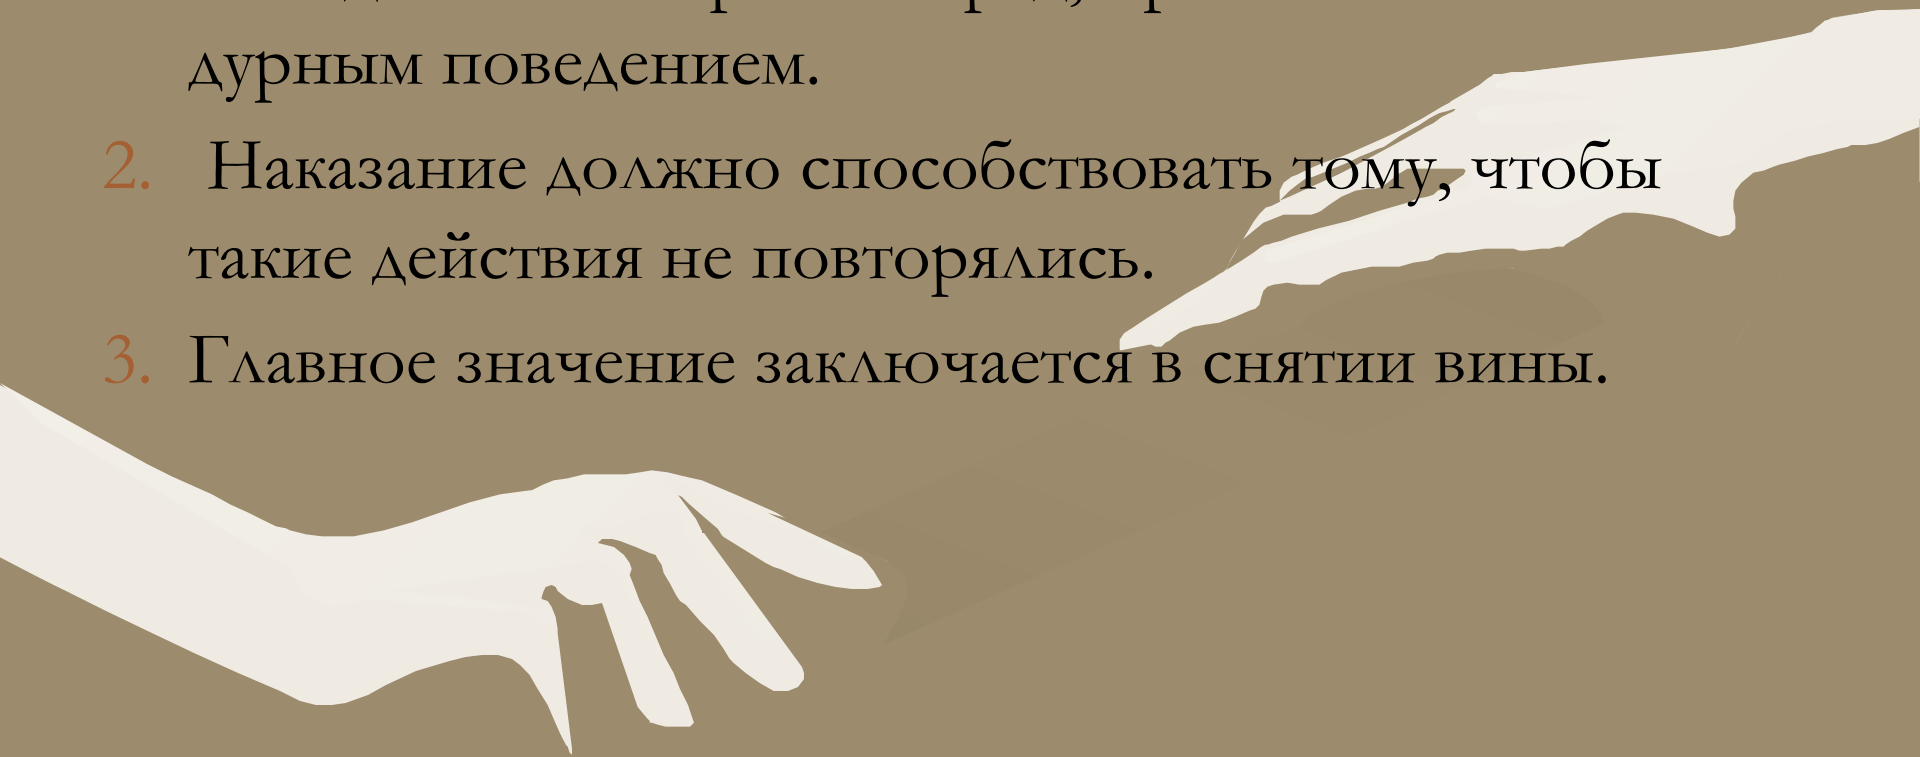 дурным поведением.
2. Наказание должно способствовать тому, чтобы
такие действия не повторялись.
3. Главное значение заключается в снятии вины.